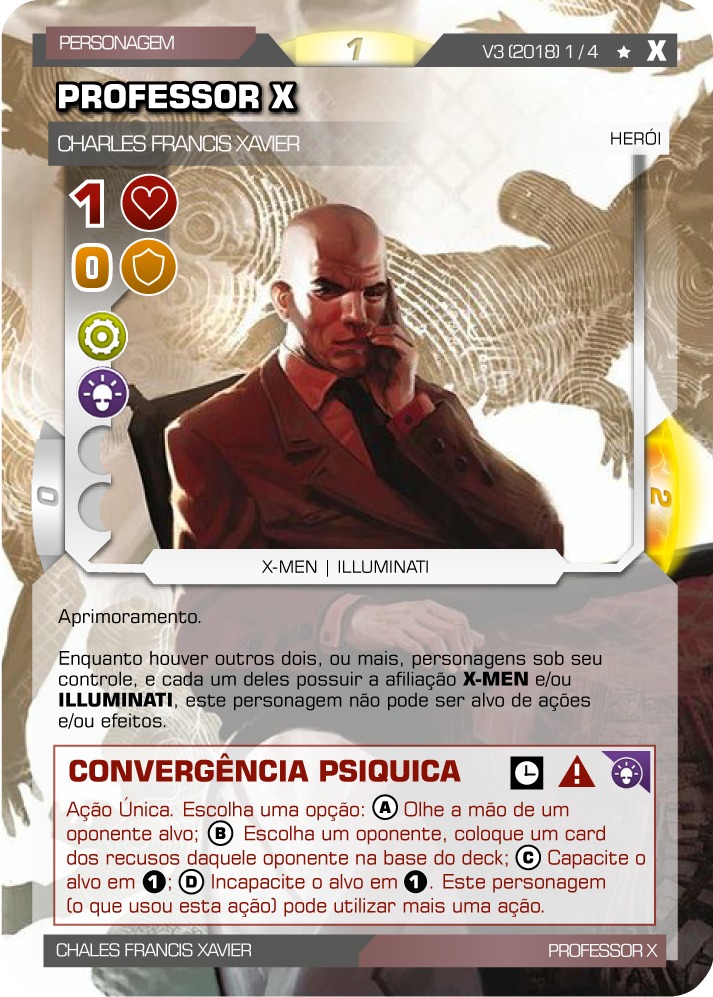 PERSONAGEM
1
V3 (2018) 1 / 4 ★ X
PROFESSOR X
CHARLES FRANCIS XAVIER
HERÓI
1
0
0
2
X-MEN | ILLUMINATI
Aprimoramento.
Enquanto houver outros dois, ou mais, personagens sob seu
controle, e cada um deles possuir a afiliação X-MEN e/ou
ILLUMINATI, este personagem não pode ser alvo de ações
e/ou efeitos.
CONVERGÊNCIA PSIQUICA
Ação Única. Escolha uma opção: A Olhe a mão de um
oponente alvo; B Escolha um oponente, coloque um card
dos recusos daquele oponente na base do deck; C Capacite o
alvo em 1; D Incapacite o alvo em 1. Este personagem
(o que usou esta ação) pode utilizar mais uma ação.
CHALES FRANCIS XAVIER
PROFESSOR X